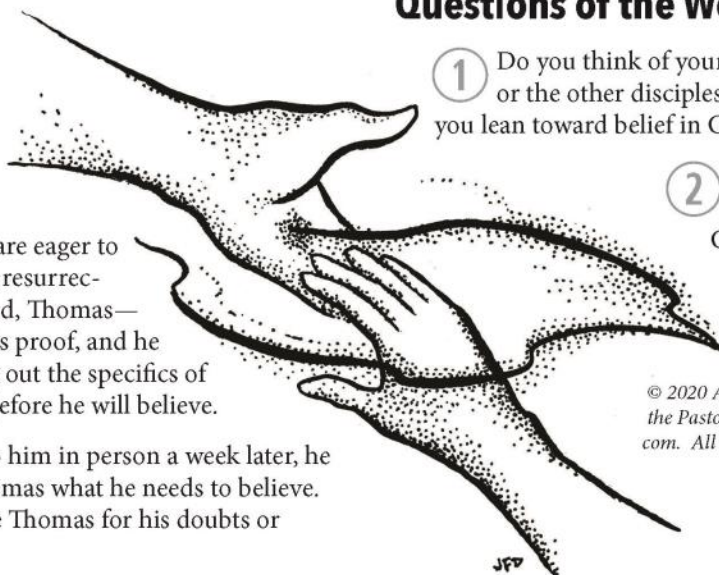 Questions of the We
1 Do you think of your
or the other disciples
you lean toward belief in
2
are eager to
resurrec-
d, Thomas—
s proof, and he
out the specifics of
efore he will believe.
him in person a week later, he
mas what he needs to believe.
e Thomas for his doubts or
© 2020 A
the Pasto
com. All
JFD